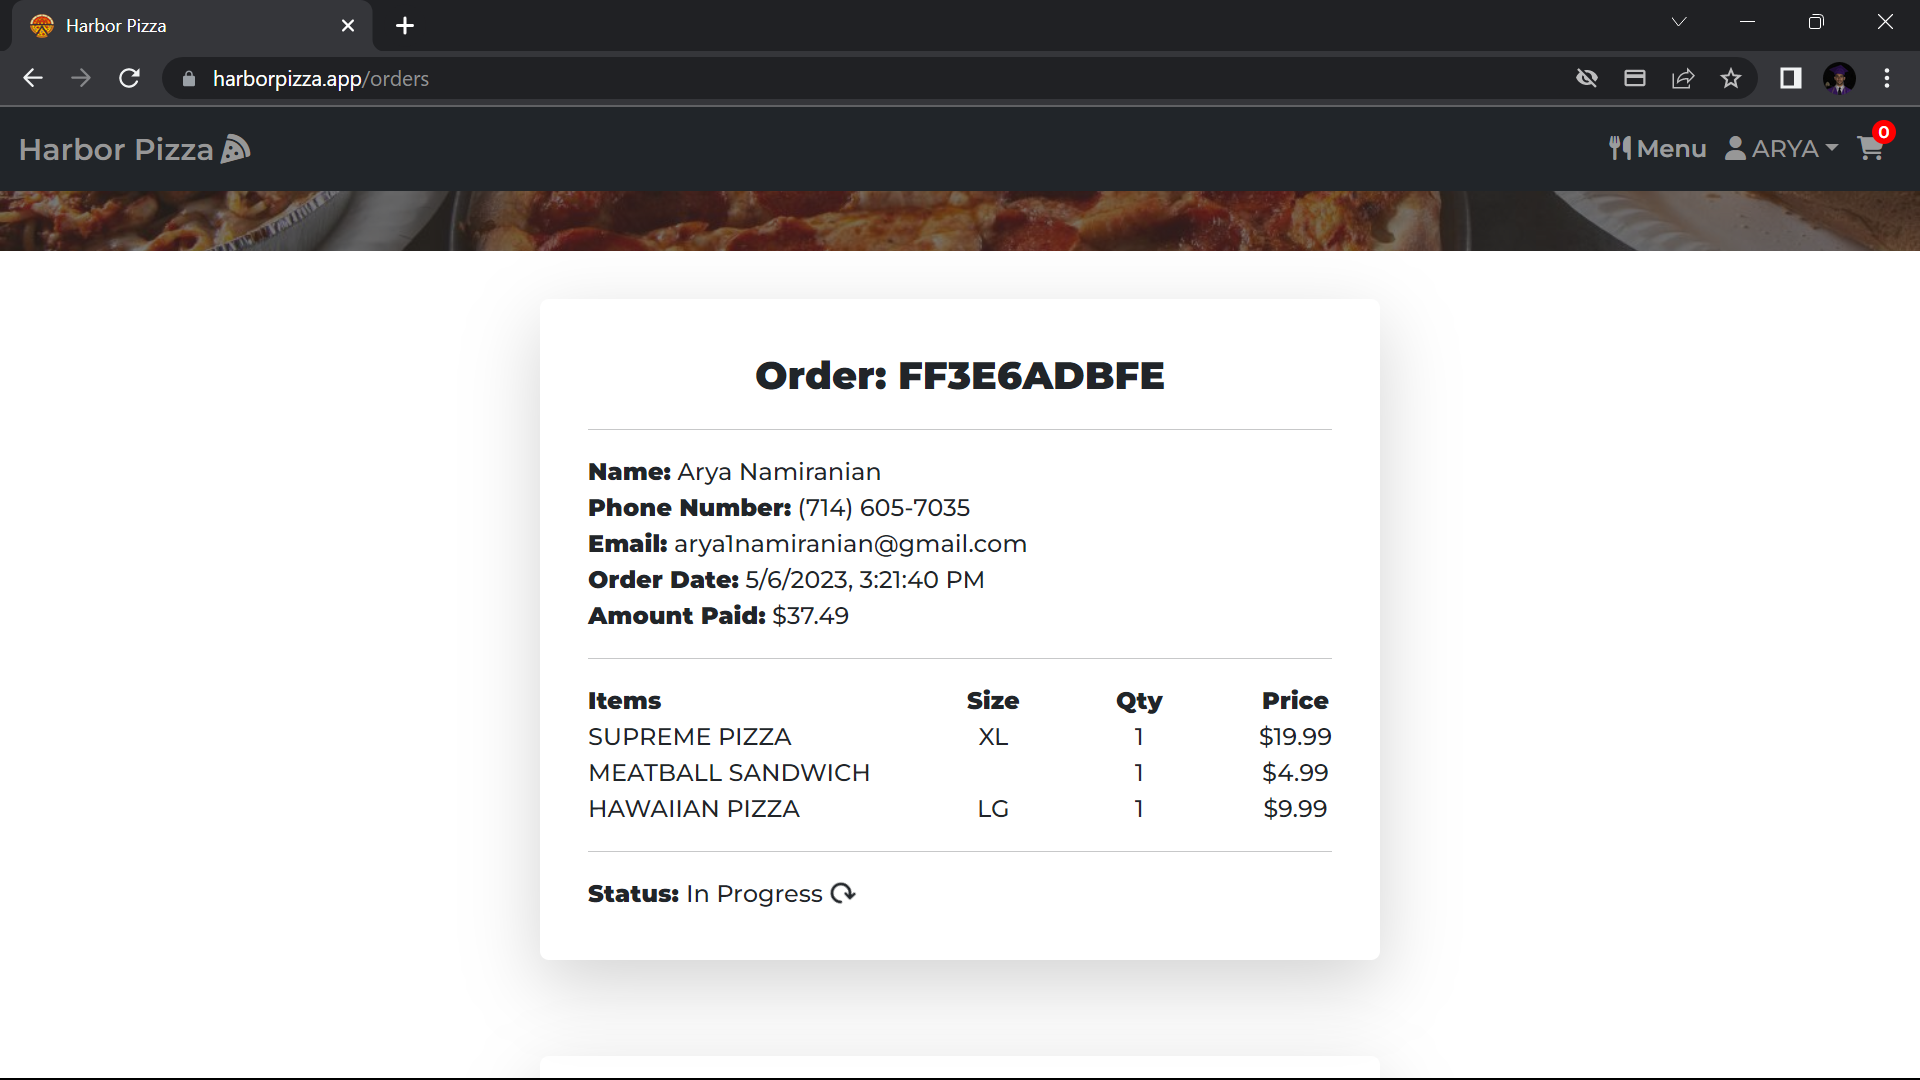 Harbor Pizza
harborpizza.app/orders
Harbor Pizza Menu ARYA 0
Order: FF3E6ADBFE
Name: Arya Namiranian
Phone Number: (714) 605-7035
Email: arya1namiranian@gmail.com
Order Date: 5/6/2023, 3:21:40 PM
Amount Paid: $37.49
Items Size Qty Price
SUPREME PIZZA XL 1 $19.99
MEATBALL SANDWICH 1 $4.99
HAWAIIAN PIZZA LG 1 $9.99
Status: In Progress